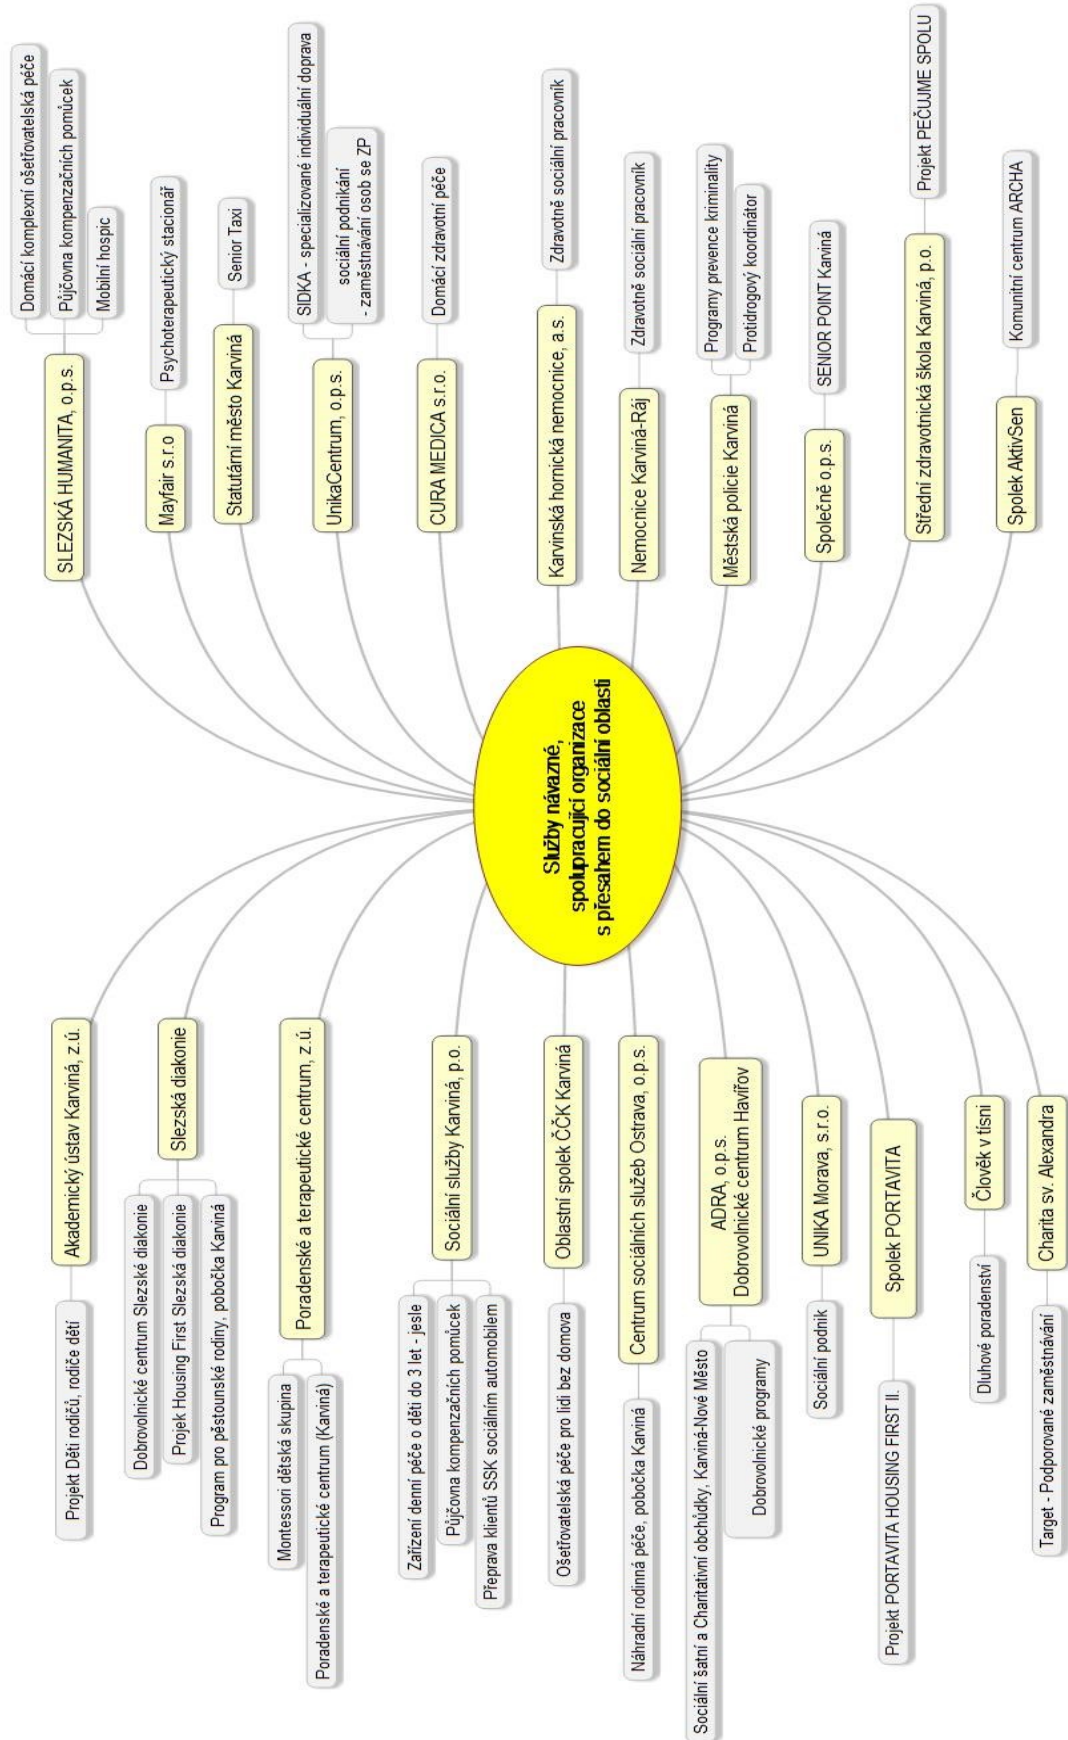 Služby návazné,
spolupracující organizace
s přesahem do sociální oblasti
Akademický ústav Karviná, z.ú.
Projekt Děti rodičů, rodiče dětí
Slezská diakonie
Dobrovolnické centrum Slezské diakonie
Projek Housing First Slezská diakonie
Program pro pěstounské rodiny, pobočka Karviná
Poradenské a terapeutické centrum, z.ú.
Montessori dětská skupina
Poradenské a terapeutické centrum (Karviná)
Sociální služby Karviná, p.o.
Zařízení denní péče o děti do 3 let - jesle
Půjčovna kompenzačních pomůcek
Přeprava klientů SSK sociálním automobilem
Oblastní spolek ČČK Karviná
Ošetřovatelská péče pro lidi bez domova
Centrum sociálních služeb Ostrava, o.p.s.
Náhradní rodinná péče, pobočka Karviná
ADRA, o.p.s.
Dobrovolnické centrum Havířov
Sociální šatní a Charitativní obchůdky, Karviná-Nové Město
Dobrovolnické programy
UNIKA Morava, s.r.o.
Sociální podnik
Spolek PORTAVITA
Projekt PORTAVITA HOUSING FIRST II.
Člověk v tísni
Dluhové poradenství
Charita sv. Alexandra
Target - Podporované zaměstnávání
SLEZSKÁ HUMANITA, o.p.s.
Domácí komplexní ošetřovatelská péče
Půjčovna kompenzačních pomůcek
Mobilní hospic
Mayfair s.r.o
Psychoterapeutický stacionář
Statutární město Karviná
Senior Taxi
UnikaCentrum, o.p.s.
SIDKA - specializované individuální doprava
sociální podnikání
- zaměstnávání osob se ZP
CURA MEDICA s.r.o.
Domácí zdravotní péče
Karvinská hornická nemocnice, a.s.
Zdravotně sociální pracovník
Nemocnice Karviná-Ráj
Zdravotně sociální pracovník
Městská policie Karviná
Programy prevence kriminality
Protidrogový koordinátor
Společně o.p.s.
SENIOR POINT Karviná
Střední zdravotnická škola Karviná, p.o.
Projekt PEČUJME SPOLU
Spolek AktivSen
Komunitní centrum ARCHA